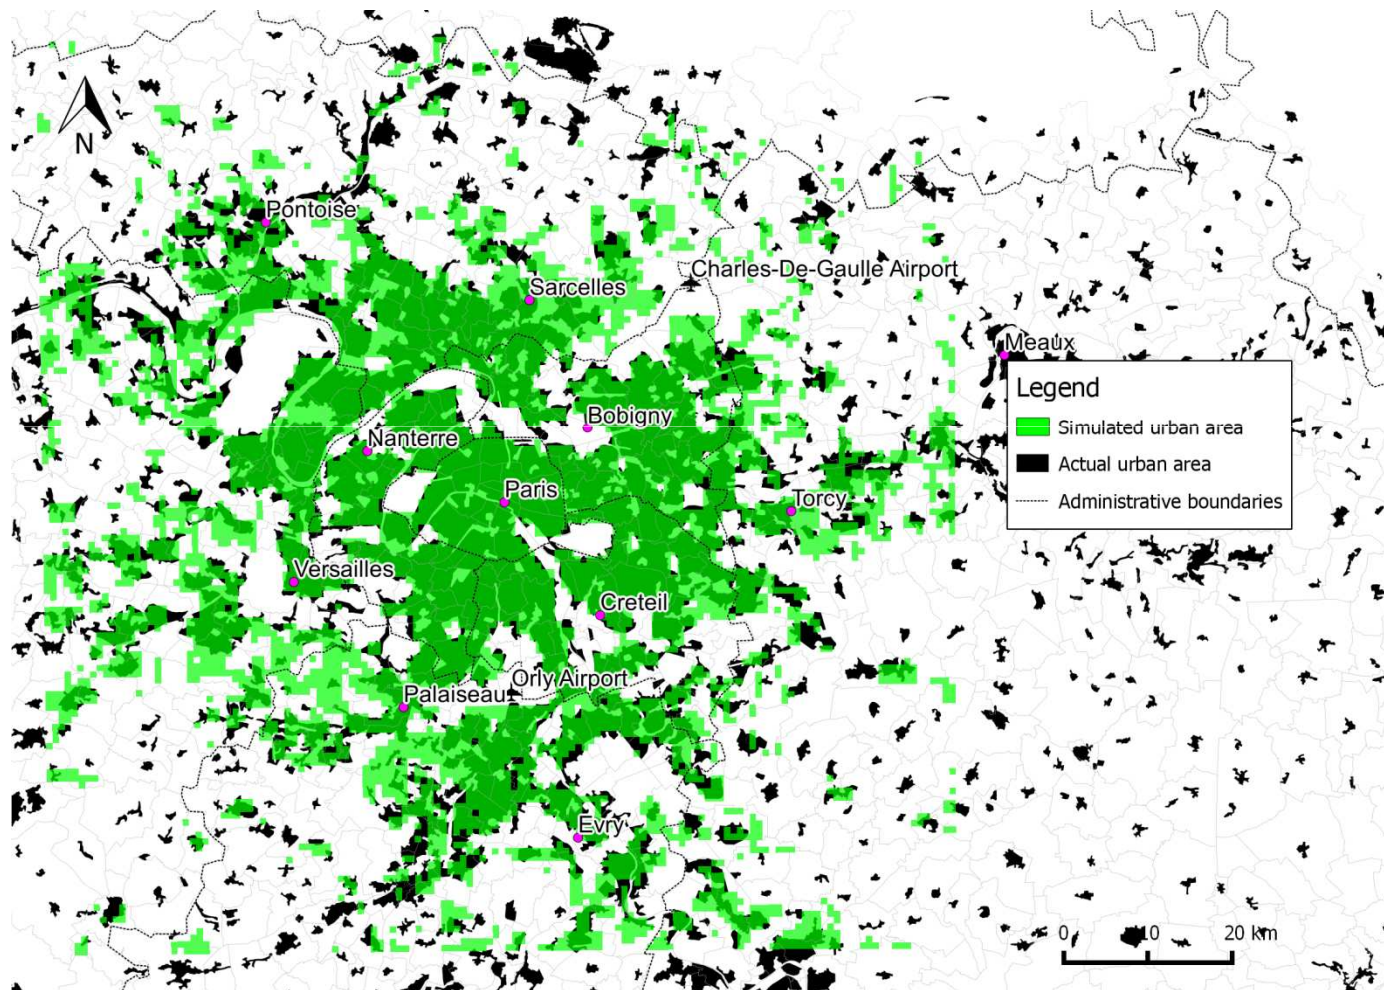 N
Pontoise
Charles-De-Gaulle Airport
Sarcelles
Meaux
Legend
Simulated urban area
Actual urban area
Administrative boundaries
Bobigny
Nanterre
Paris
Torcy
Versailles
Creteil
Orly Airport
Palaiseau
Evry
0 10 20 km